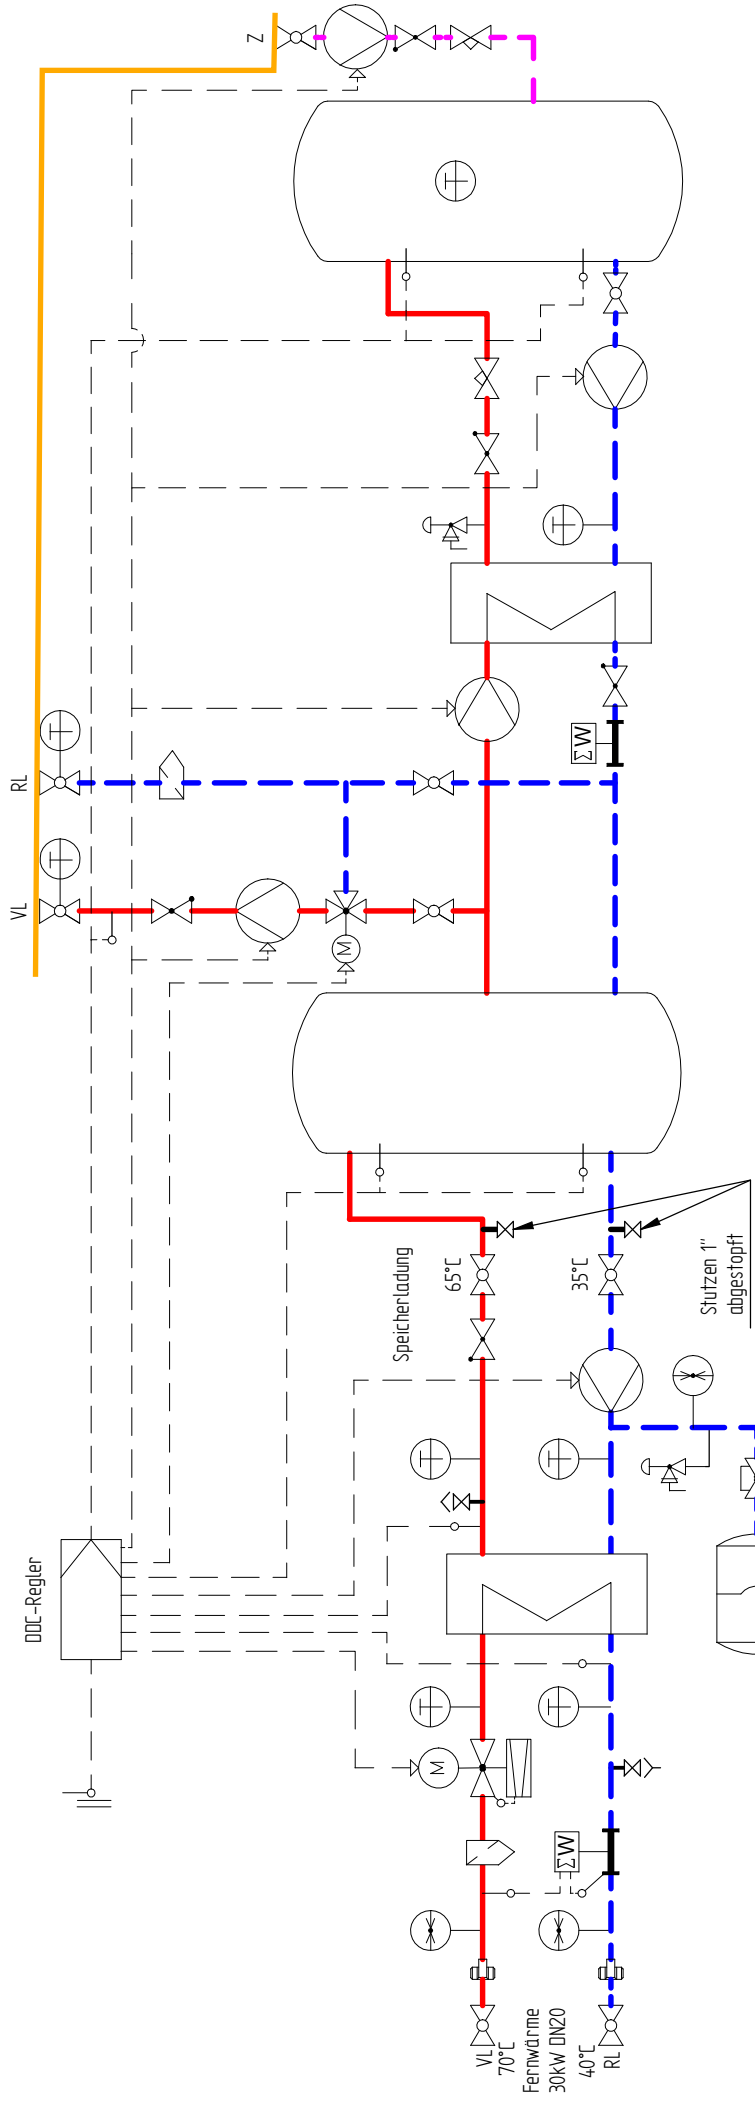 VL
RL
DDC-Regler
T
T
Z
M
Speicherladung
T
T
M
65°C
T
VL
70°C
Fernwärme
30kW DN20
T
T
T
ΣW
ΣW
35°C
40°C
RL
Stutzen 1"
abgestopft